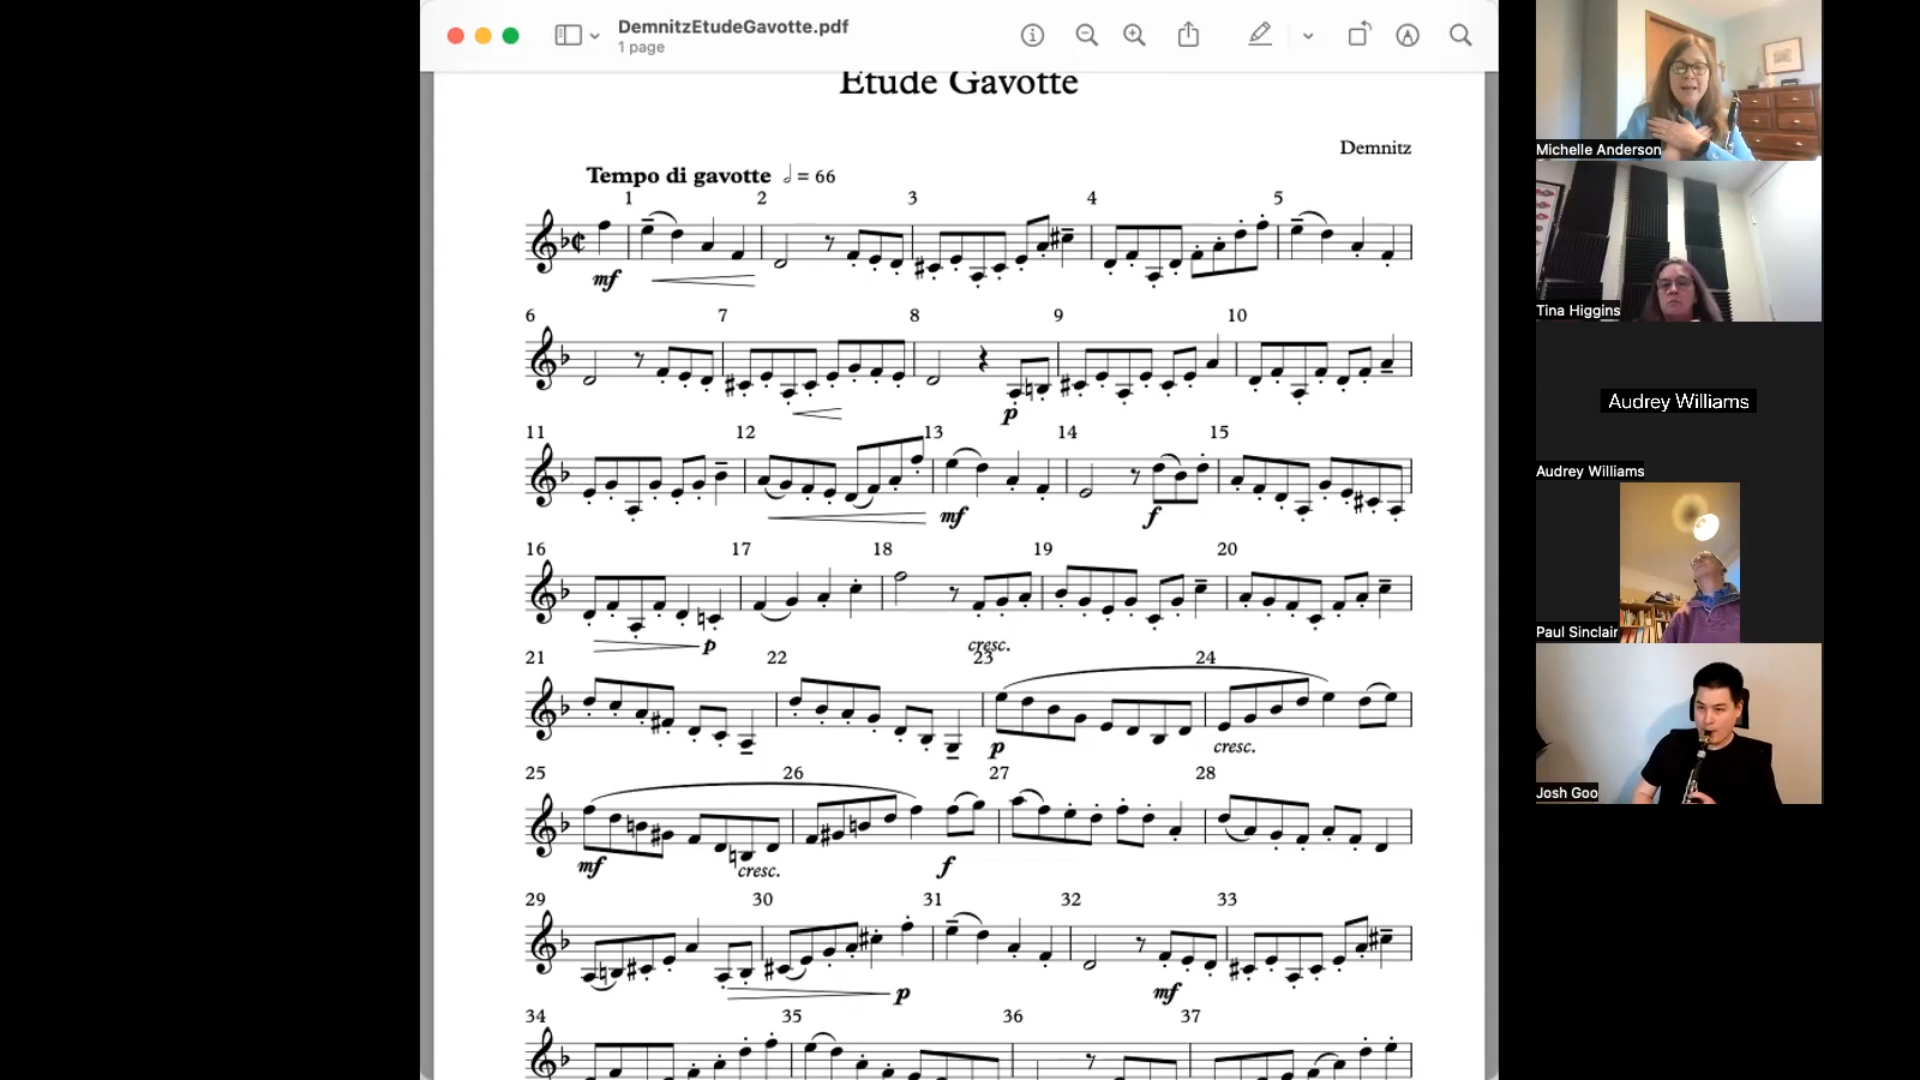 DemnitzEtudeGavotte.pdf
1 page
Etude Gavotte
Demnitz
Tempo di gavotte 𝅗𝅥 = 66
1 2 3 4 5
mf
6 7 8 9 10
p
11 12 13 14 15
mf f
16 17 18 19 20
p cresc.
21 22 23 24
p cresc.
25 26 27 28
mf cresc. f
29 30 31 32 33
p mf
34 35 36 37
Michelle Anderson
Tina Higgins
Audrey Williams
Audrey Williams
Paul Sinclair
Josh Goo